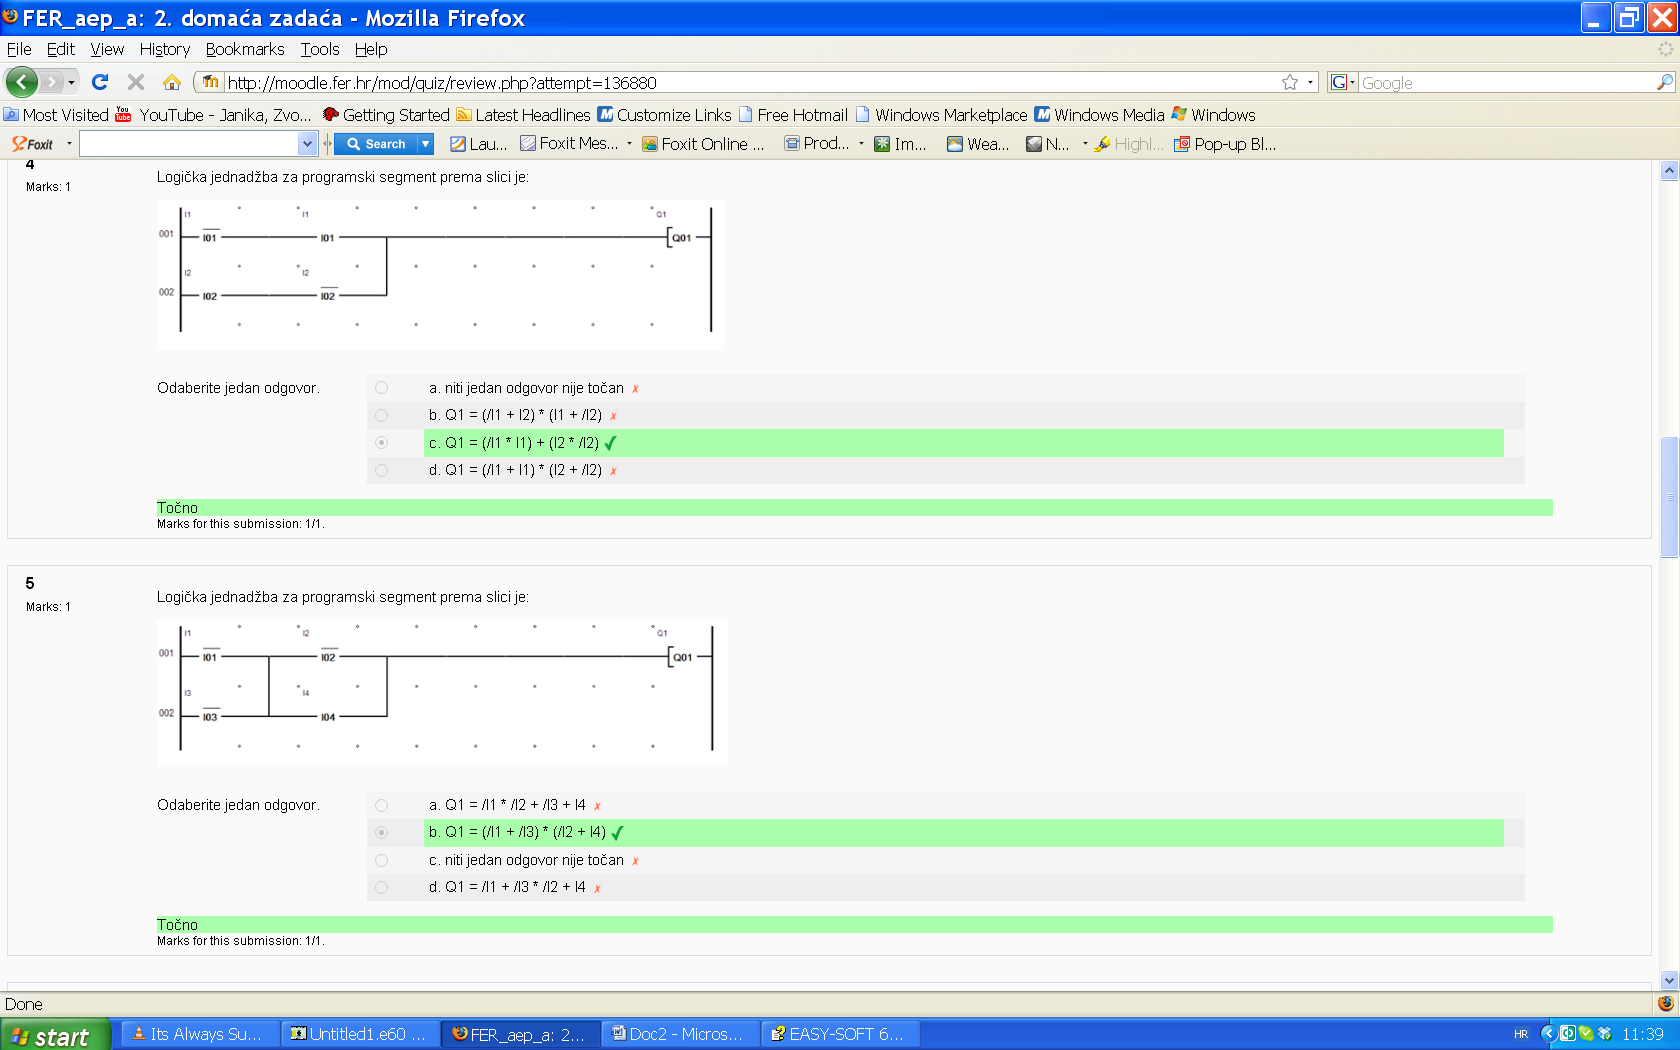 FER_aep_a: 2. domaća zadaća - Mozilla Firefox
File Edit View History Bookmarks Tools Help
http://moodle.fer.hr/mod/quiz/review.php?attempt=136880
Google
Most Visited YouTube - Janika, Zvo... Getting Started Latest Headlines Customize Links Free Hotmail Windows Marketplace Windows Media Windows
Foxit Search Lau... Foxit Mes... Foxit Online ... Prod... Im... Wea... N... Highl... Pop-up Bl...
4
Marks: 1
Logička jednadžba za programski segment prema slici je:
I1 I1 Q1
001 I01 I01 Q01
I2 I2
002 I02 I02
Odaberite jedan odgovor.
a. niti jedan odgovor nije točan ✗
b. Q1 = (/I1 + I2) * (I1 + /I2) ✗
c. Q1 = (/I1 * I1) + (I2 * /I2) ✓
d. Q1 = (/I1 + I1) * (I2 + /I2) ✗
Točno
Marks for this submission: 1/1.
5
Marks: 1
Logička jednadžba za programski segment prema slici je:
I1 I2 Q1
001 I01 I02 Q01
I3 I4
002 I03 I04
Odaberite jedan odgovor.
a. Q1 = /I1 * /I2 + /I3 + I4 ✗
b. Q1 = (/I1 + /I3) * (/I2 + I4) ✓
c. niti jedan odgovor nije točan ✗
d. Q1 = /I1 + /I3 * /I2 + I4 ✗
Točno
Marks for this submission: 1/1.
Done
start Its Always Su... Untitled1.e60 ... FER_aep_a: 2... Doc2 - Micros... EASY-SOFT 6... HR 11:39